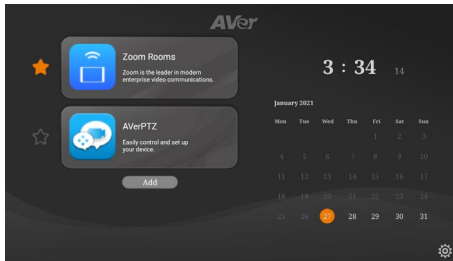 AVer
Zoom Rooms
Zoom is the leader in modern
enterprise video communications.
AVerPTZ
Easily control and set up
your device.
Add
3 : 34 14
January 2021
Mon Tue Wed Thu Fri Sat Sun
1 2 3
4 5 6 7 8 9 10
11 12 13 14 15 16 17
18 19 20 21 22 23 24
25 26 27 28 29 30 31